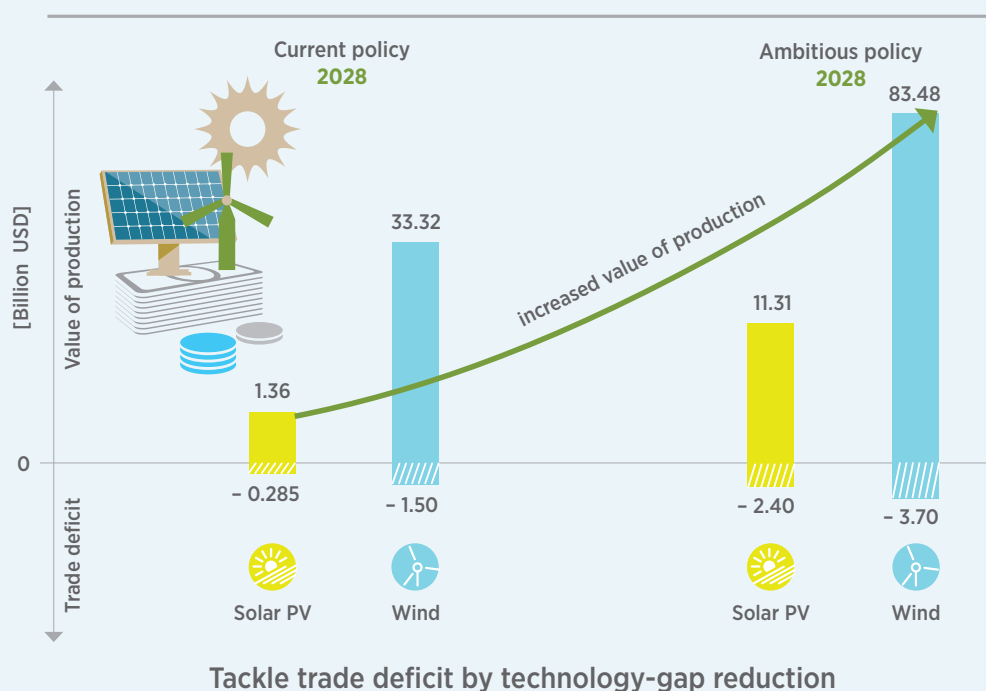 Current policy
2028
Ambitious policy
2028
83.48
[Billion USD]
Value of production
33.32
increased value of production
11.31
1.36
0
– 0.285
– 1.50
– 2.40
– 3.70
Trade deficit
Solar PV
Wind
Solar PV
Wind
Tackle trade deficit by technology-gap reduction